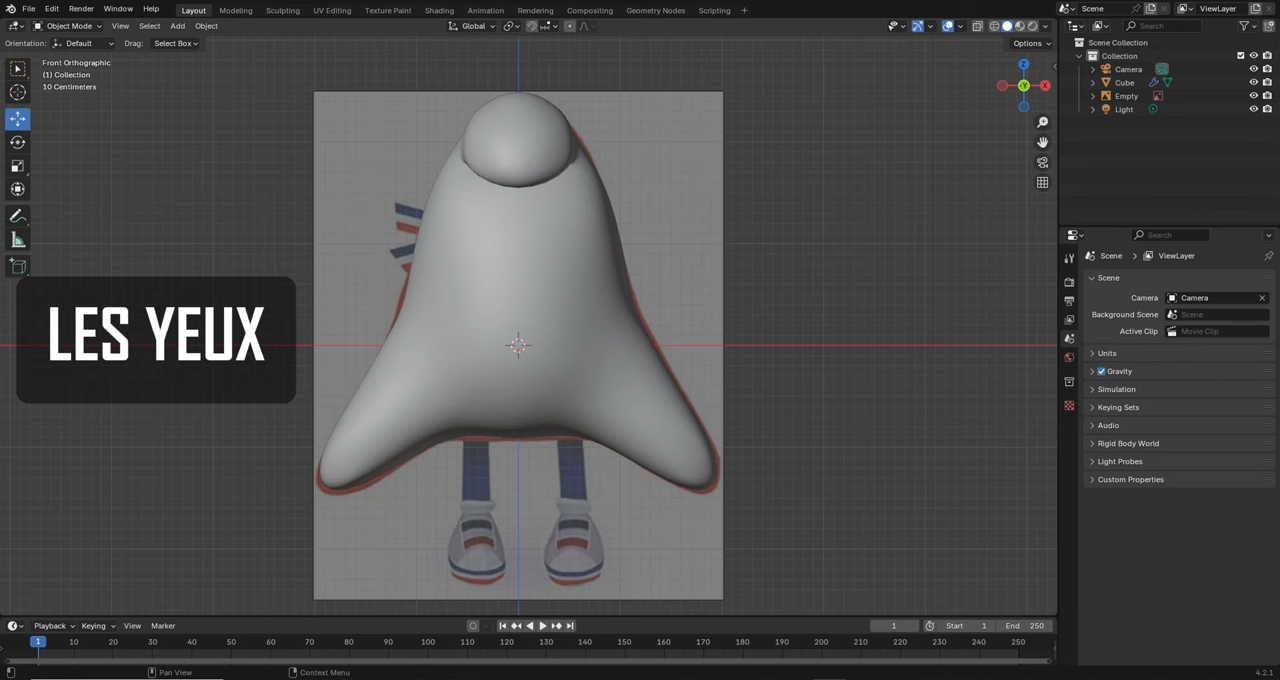 File Edit Render Window Help Layout Modeling Sculpting UV Editing Texture Paint Shading Animation Rendering Compositing Geometry Nodes Scripting + Scene ViewLayer
Object Mode View Select Add Object Global Search
Orientation: Default Drag: Select Box Options
Front Orthographic
(1) Collection
10 Centimeters
Z
Y
X
LES YEUX
Scene Collection
Collection
Camera
Cube
Empty
Light
Search
Scene ViewLayer
Scene
Camera Camera
Background Scene Scene
Active Clip Movie Clip
Units
Gravity
Simulation
Keying Sets
Audio
Rigid Body World
Light Probes
Custom Properties
Playback Keying View Marker 1 Start 1 End 250
1 10 20 30 40 50 60 70 80 90 100 110 120 130 140 150 160 170 180 190 200 210 220 230 240 250
Pan View Context Menu 4.2.1